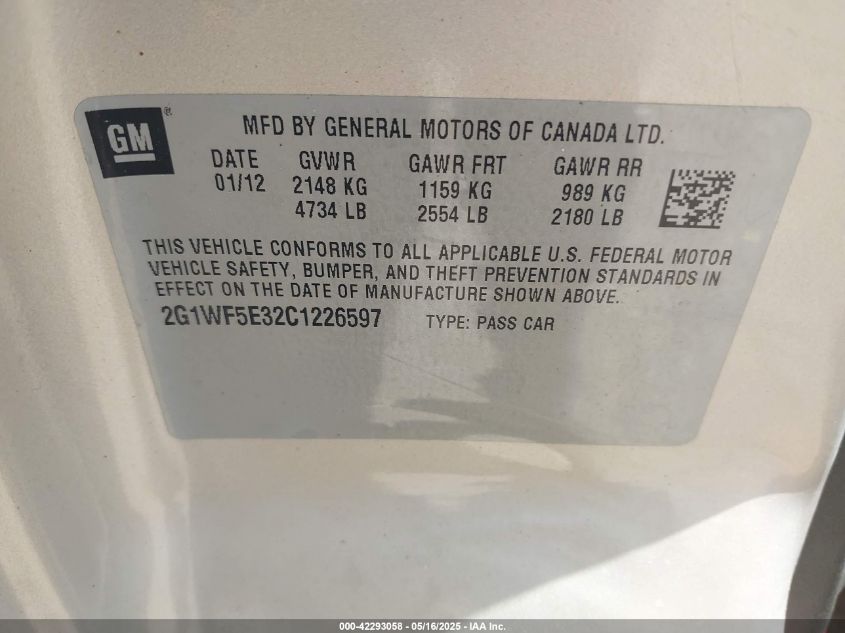 GM®
MFD BY GENERAL MOTORS OF CANADA LTD.
DATE GVWR GAWR FRT GAWR RR
01/12 2148 KG 1159 KG 989 KG
4734 LB 2554 LB 2180 LB
THIS VEHICLE CONFORMS TO ALL APPLICABLE U.S. FEDERAL MOTOR
VEHICLE SAFETY, BUMPER, AND THEFT PREVENTION STANDARDS IN
EFFECT ON THE DATE OF MANUFACTURE SHOWN ABOVE.
2G1WF5E32C1226597 TYPE: PASS CAR
000-42293058 - 05/16/2025 - IAA Inc.